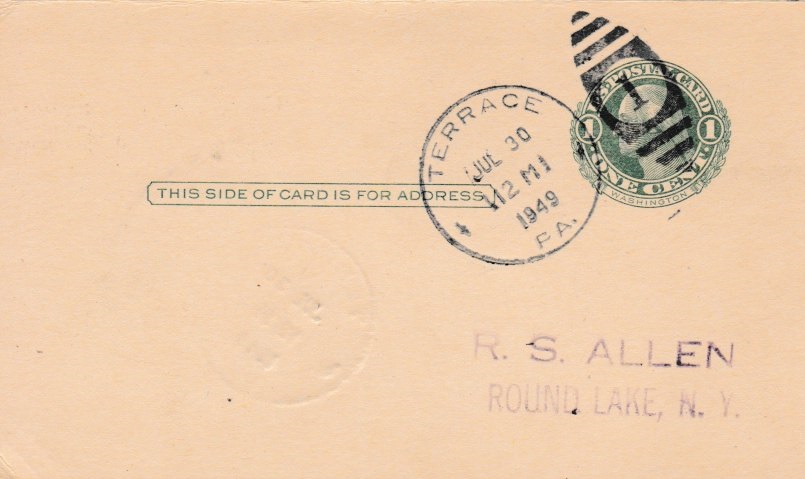 U.S. POSTAL CARD
1 1
ONE CENT.
WASHINGTON
1
TERRACE
JUL 30
12 M
1949
PA.
THIS SIDE OF CARD IS FOR ADDRESS
R. S. ALLEN
ROUND LAKE, N. Y.